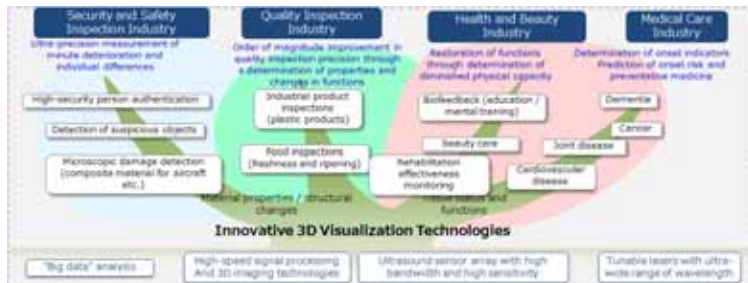 Security and Safety
Inspection Industry
Ultra-precision measurement of
minute deterioration and
individual differences
High-security person authentication
Detection of suspicious objects
Microscopic damage detection
(composite material for aircraft
etc.)
Quality Inspection
Industry
Order of magnitude improvement in
quality inspection precision through
a determination of properties and
changes in functions
Industrial product
inspections
(plastic products)
Food inspections
(freshness and ripening)
Material properties / structural
changes
Health and Beauty
Industry
Restoration of functions
through determination of
diminished physical capacity
Biofeedback (education /
mental training)
Beauty care
Rehabilitation
effectiveness
monitoring
Medical Care
Industry
Determination of onset indicators
Prediction of onset risk and
preventative medicine
Dementia
Cancer
Joint disease
Cardiovascular
disease
Tissue status and
functions
Innovative 3D Visualization Technologies
"Big data" analysis
High-speed signal processing
And 3D imaging technologies
Ultrasound sensor array with high
bandwidth and high sensitivity
Tunable lasers with ultra-
wide range of wavelength